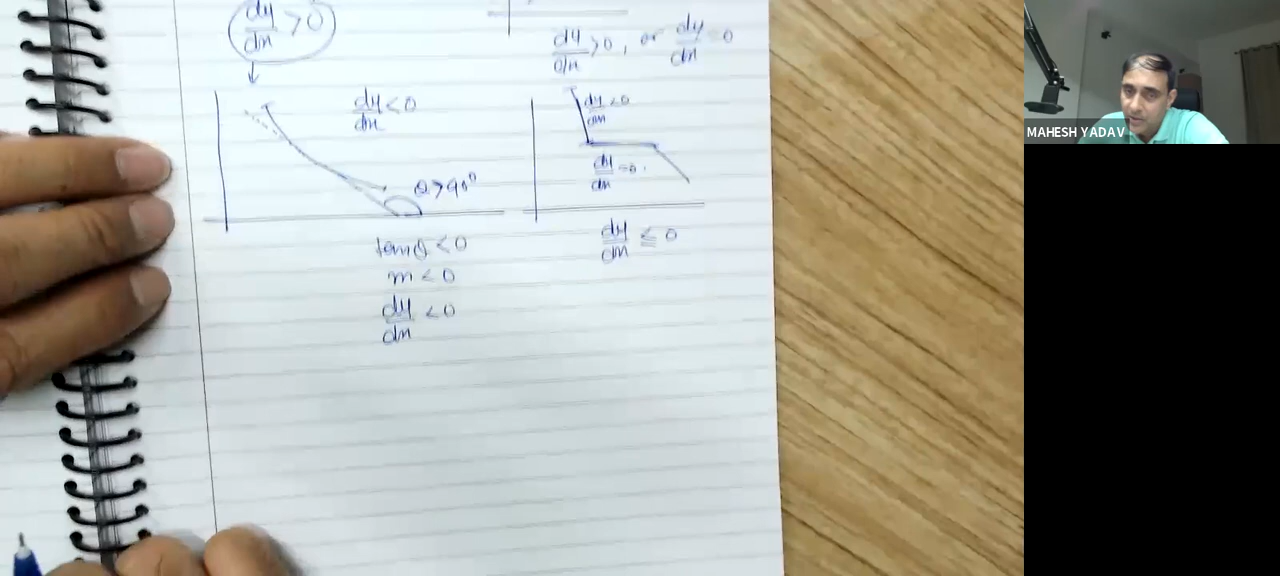 dy/dx > 0
dy/dx > 0, or dy/dx = 0
dy/dx < 0
θ > 90°
tanθ < 0
m < 0
dy/dx < 0
dy/dx < 0
dy/dx = 0.
dy/dx ≤ 0
MAHESH YADAV